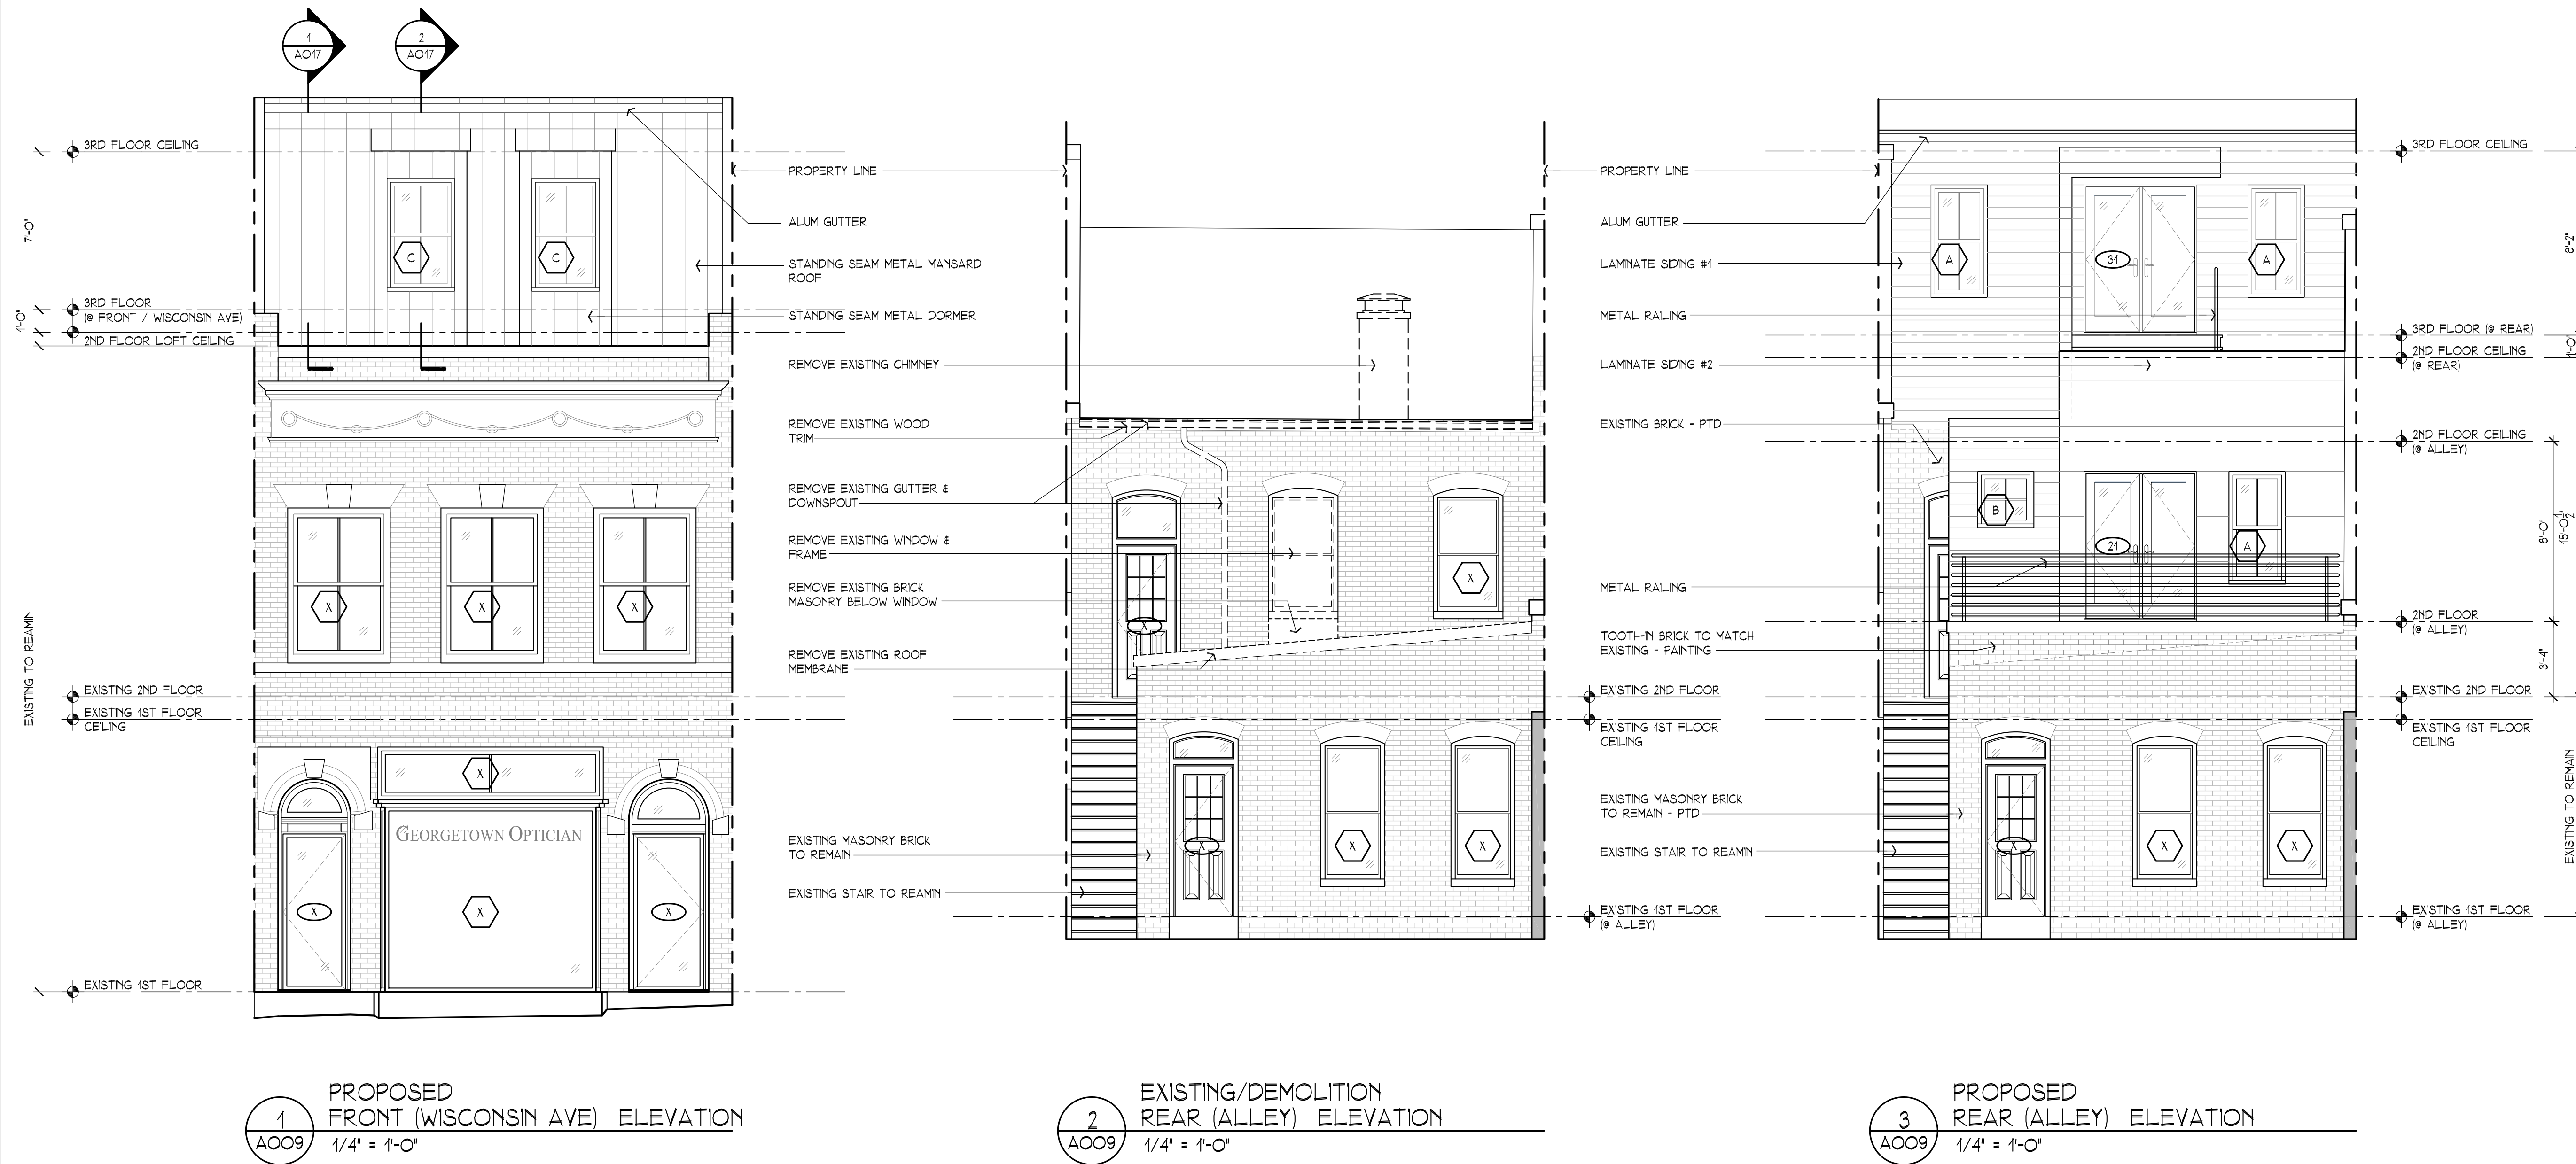 1
A017
2
A017
3RD FLOOR CEILING
7'-0"
3RD FLOOR
(@ FRONT / WISCONSIN AVE)
1'-0"
2ND FLOOR LOFT CEILING
EXISTING TO REAMIN
EXISTING 2ND FLOOR
EXISTING 1ST FLOOR
CEILING
EXISTING 1ST FLOOR
C
C
X
X
X
X
GEORGETOWN OPTICIAN
X
X
X
PROPERTY LINE
ALUM GUTTER
STANDING SEAM METAL MANSARD
ROOF
STANDING SEAM METAL DORMER
REMOVE EXISTING CHIMNEY
REMOVE EXISTING WOOD
TRIM
REMOVE EXISTING GUTTER &
DOWNSPOUT
REMOVE EXISTING WINDOW &
FRAME
REMOVE EXISTING BRICK
MASONRY BELOW WINDOW
REMOVE EXISTING ROOF
MEMBRANE
EXISTING MASONRY BRICK
TO REMAIN
EXISTING STAIR TO REAMIN
X
X
X
X
X
EXISTING 2ND FLOOR
EXISTING 1ST FLOOR
CEILING
EXISTING 1ST FLOOR
(@ ALLEY)
PROPERTY LINE
ALUM GUTTER
LAMINATE SIDING #1
METAL RAILING
LAMINATE SIDING #2
EXISTING BRICK - PTD
METAL RAILING
TOOTH-IN BRICK TO MATCH
EXISTING - PAINTING
EXISTING MASONRY BRICK
TO REMAIN - PTD
EXISTING STAIR TO REAMIN
A
31
A
B
21
A
X
X
X
3RD FLOOR CEILING
8'-2"
3RD FLOOR (@ REAR)
1'-0"
2ND FLOOR CEILING
(@ REAR)
2ND FLOOR CEILING
(@ ALLEY)
8'-0"
15'-0 1/2"
2ND FLOOR
(@ ALLEY)
3'-4"
EXISTING 2ND FLOOR
EXISTING 1ST FLOOR
CEILING
EXISTING TO REMAIN
EXISTING 1ST FLOOR
(@ ALLEY)
1
A009
PROPOSED
FRONT (WISCONSIN AVE) ELEVATION
1/4" = 1'-0"
2
A009
EXISTING/DEMOLITION
REAR (ALLEY) ELEVATION
1/4" = 1'-0"
3
A009
PROPOSED
REAR (ALLEY) ELEVATION
1/4" = 1'-0"